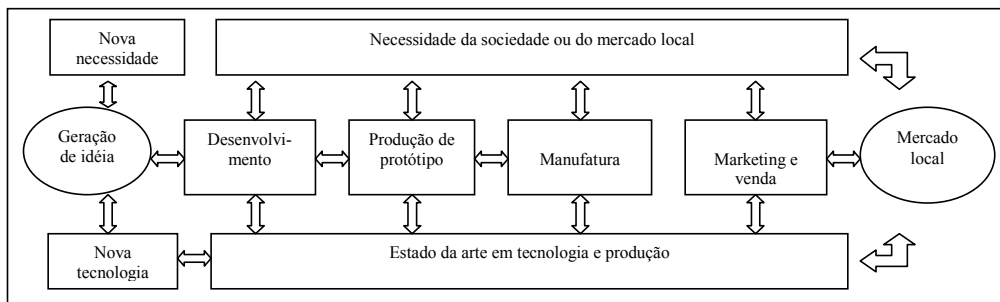 Nova
necessidade
Necessidade da sociedade ou do mercado local
Geração
de idéia
Desenvolvi-
mento
Produção de
protótipo
Manufatura
Marketing e
venda
Mercado
local
Nova
tecnologia
Estado da arte em tecnologia e produção